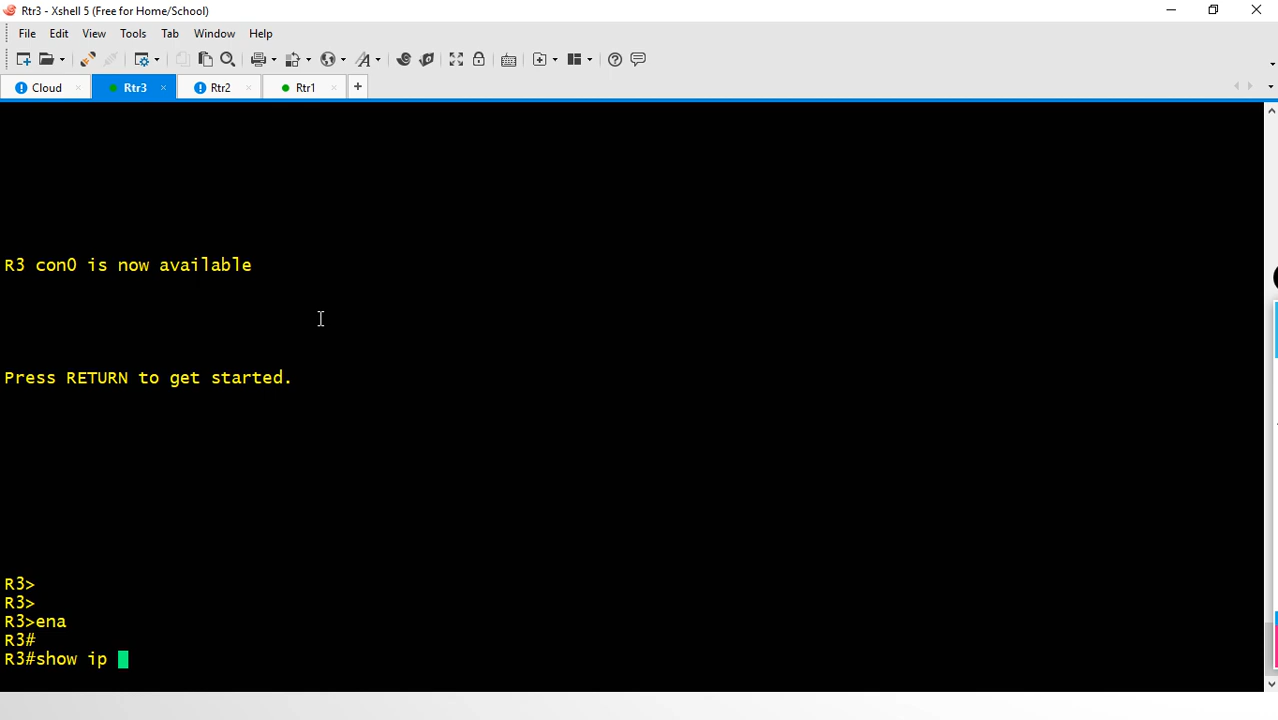 Rtr3 - Xshell 5 (Free for Home/School)
File Edit View Tools Tab Window Help
Cloud Rtr3 Rtr2 Rtr1
R3 con0 is now available
Press RETURN to get started.
R3>
R3>
R3>ena
R3#
R3#show ip